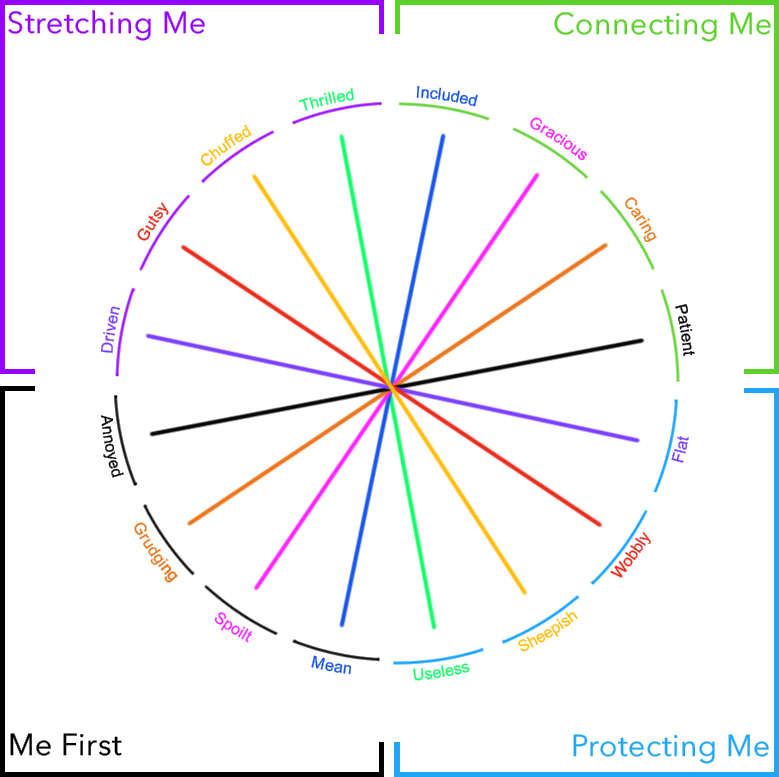 Stretching Me
Connecting Me
Thrilled
Included
Chuffed
Gracious
Gutsy
Caring
Driven
Patient
Annoyed
Flat
Grudging
Wobbly
Spoilt
Sheepish
Mean
Useless
Me First
Protecting Me